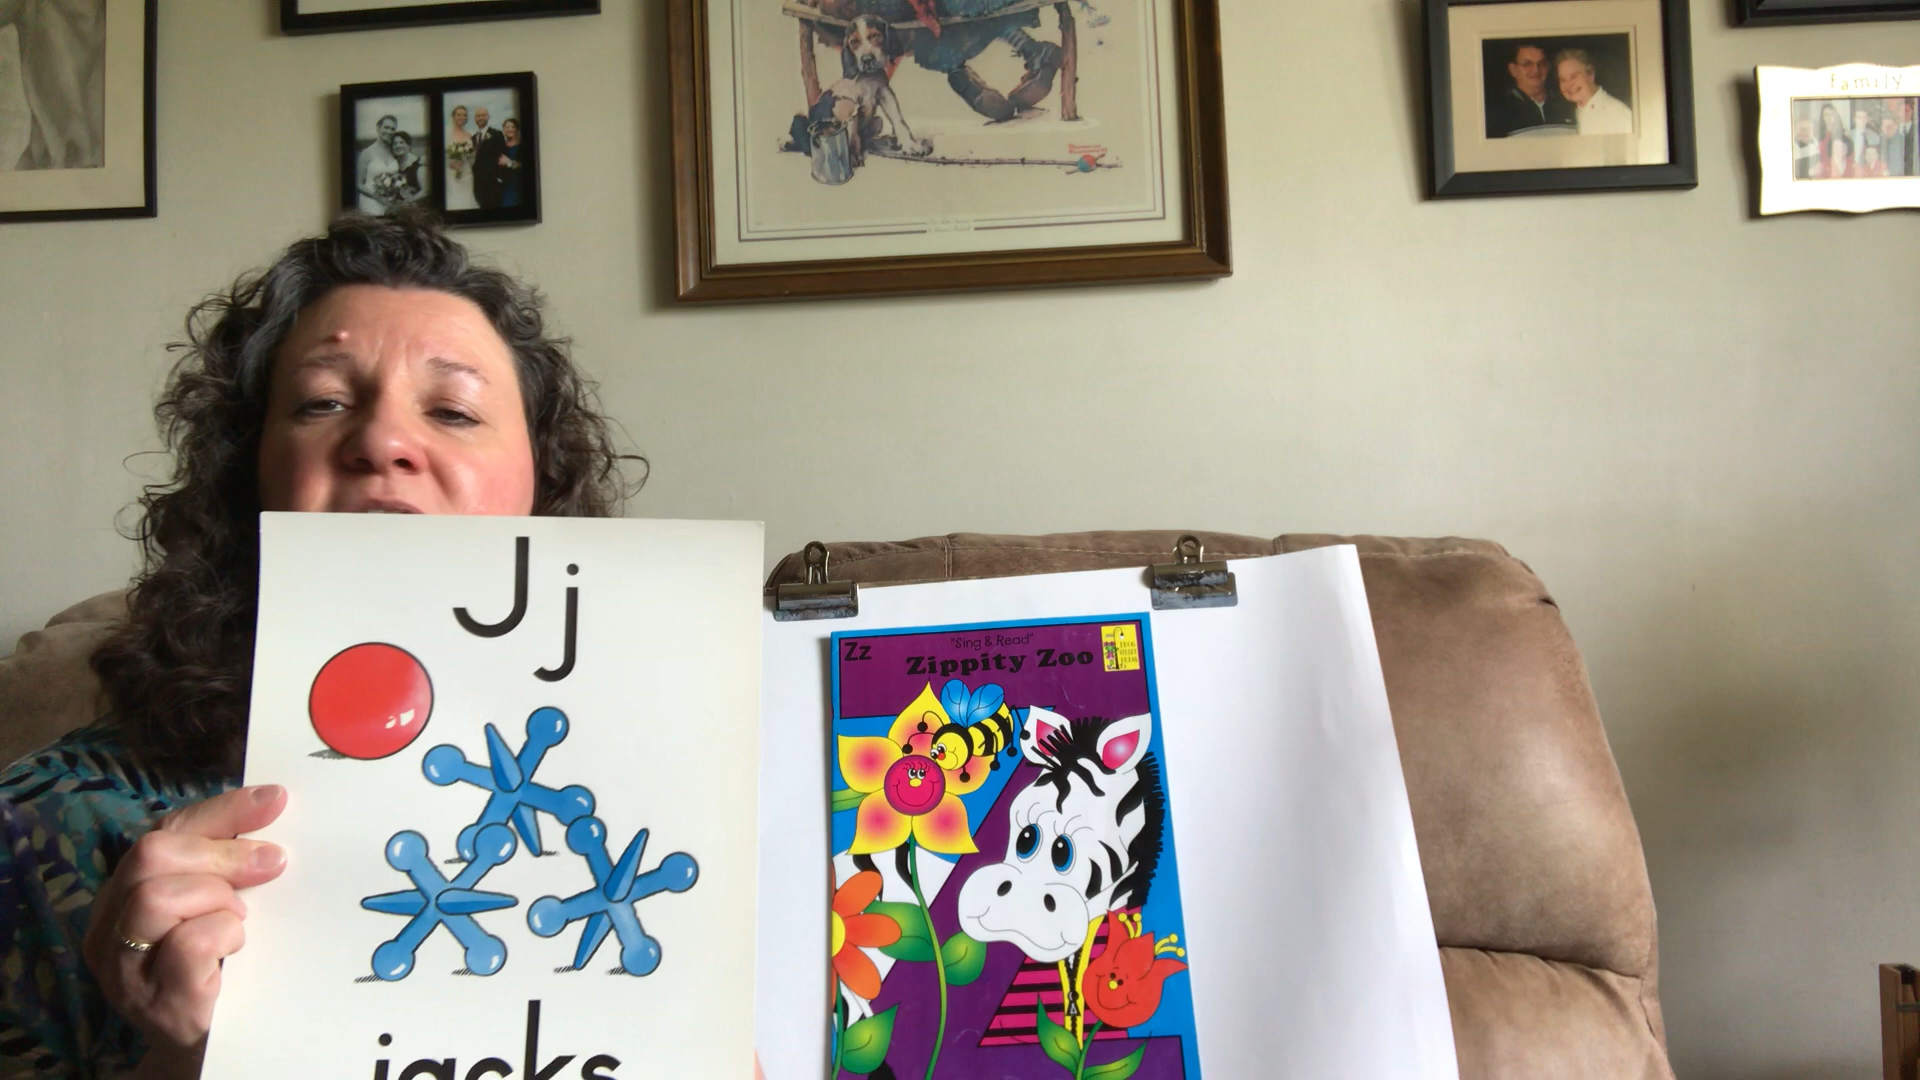 family
Jj
jacks
Zz
"Sing & Read"
Zippity Zoo